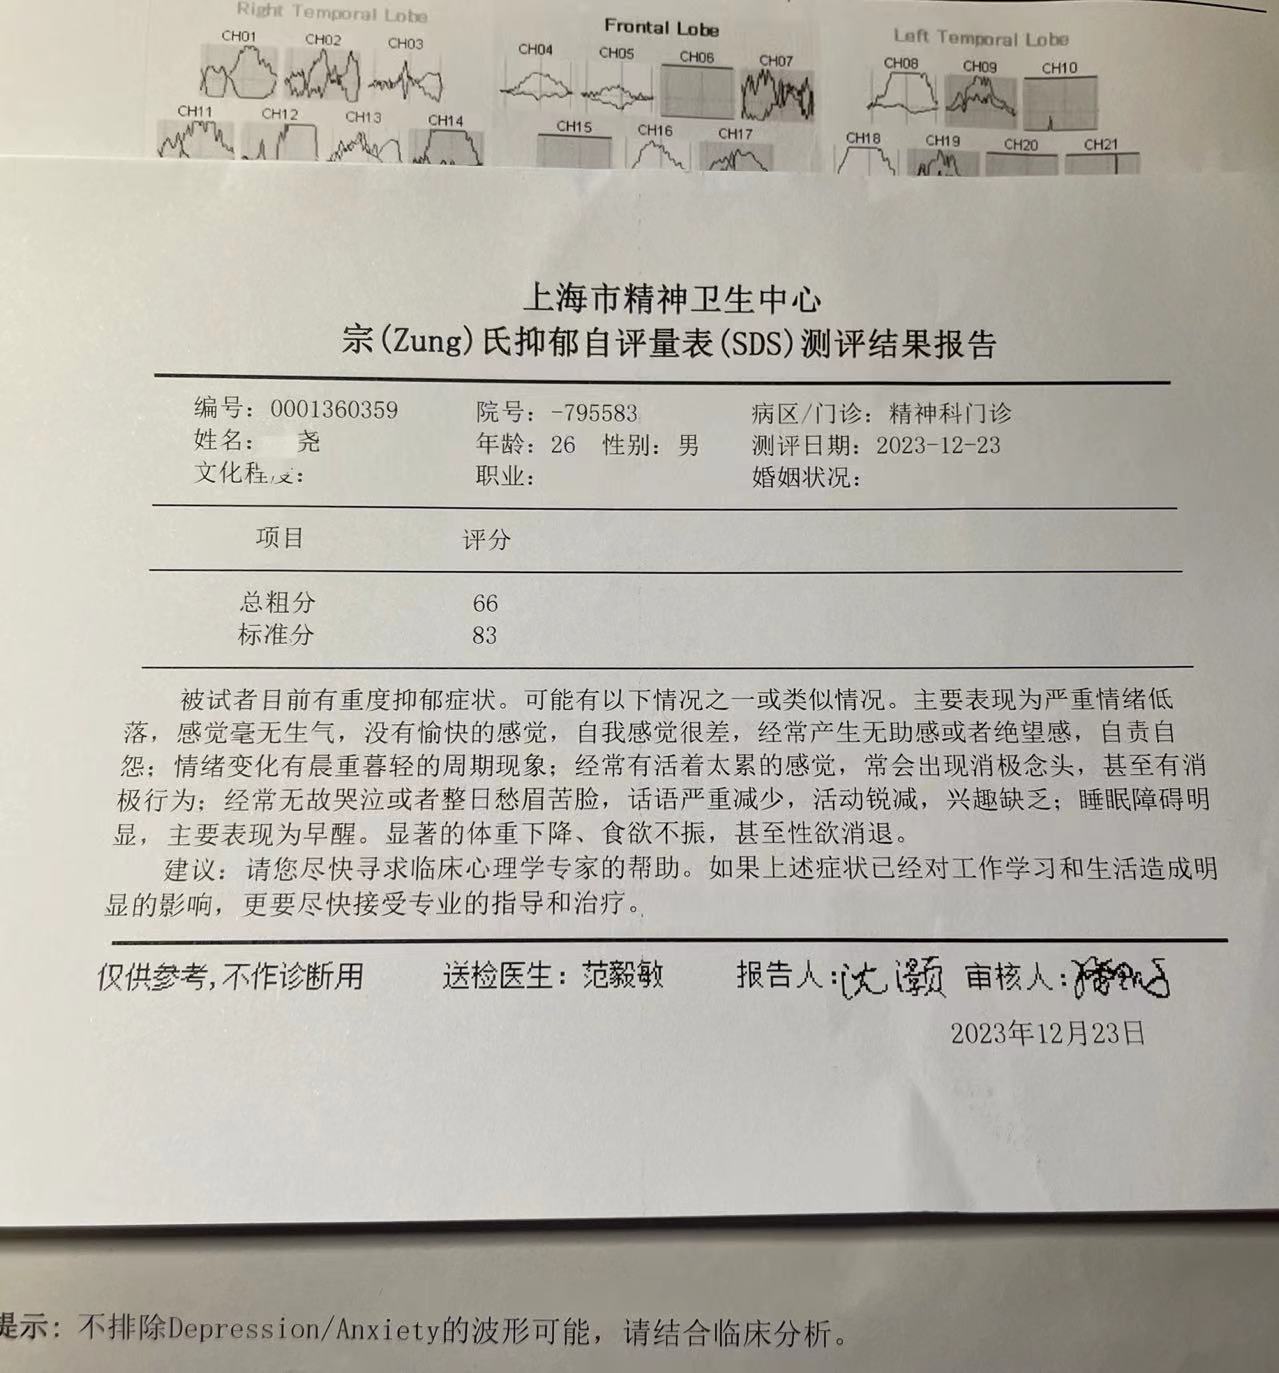 Right Temporal Lobe
Frontal Lobe
Left Temporal Lobe
CH01 CH02 CH03 CH04 CH05 CH06 CH07 CH08 CH09 CH10
CH11 CH12 CH13 CH14 CH15 CH16 CH17 CH18 CH19 CH20 CH21
上海市精神卫生中心
宗(Zung)氏抑郁自评量表(SDS)测评结果报告
编号：0001360359 院号：-795583 病区/门诊：精神科门诊
姓名： 尧 年龄：26 性别：男 测评日期：2023-12-23
文化程度： 职业： 婚姻状况：
项目 评分
总粗分 66
标准分 83
被试者目前有重度抑郁症状。可能有以下情况之一或类似情况。主要表现为严重情绪低
落，感觉毫无生气，没有愉快的感觉，自我感觉很差，经常产生无助感或者绝望感，自责自
怨；情绪变化有晨重暮轻的周期现象；经常有活着太累的感觉，常会出现消极念头，甚至有消
极行为；经常无故哭泣或者整日愁眉苦脸，话语严重减少，活动锐减，兴趣缺乏；睡眠障碍明
显，主要表现为早醒。显著的体重下降、食欲不振，甚至性欲消退。
建议：请您尽快寻求临床心理学专家的帮助。如果上述症状已经对工作学习和生活造成明
显的影响，更要尽快接受专业的指导和治疗。
仅供参考,不作诊断用 送检医生：范毅敏 报告人:沈灏 审核人:
2023年12月23日
提示：不排除Depression/Anxiety的波形可能，请结合临床分析。